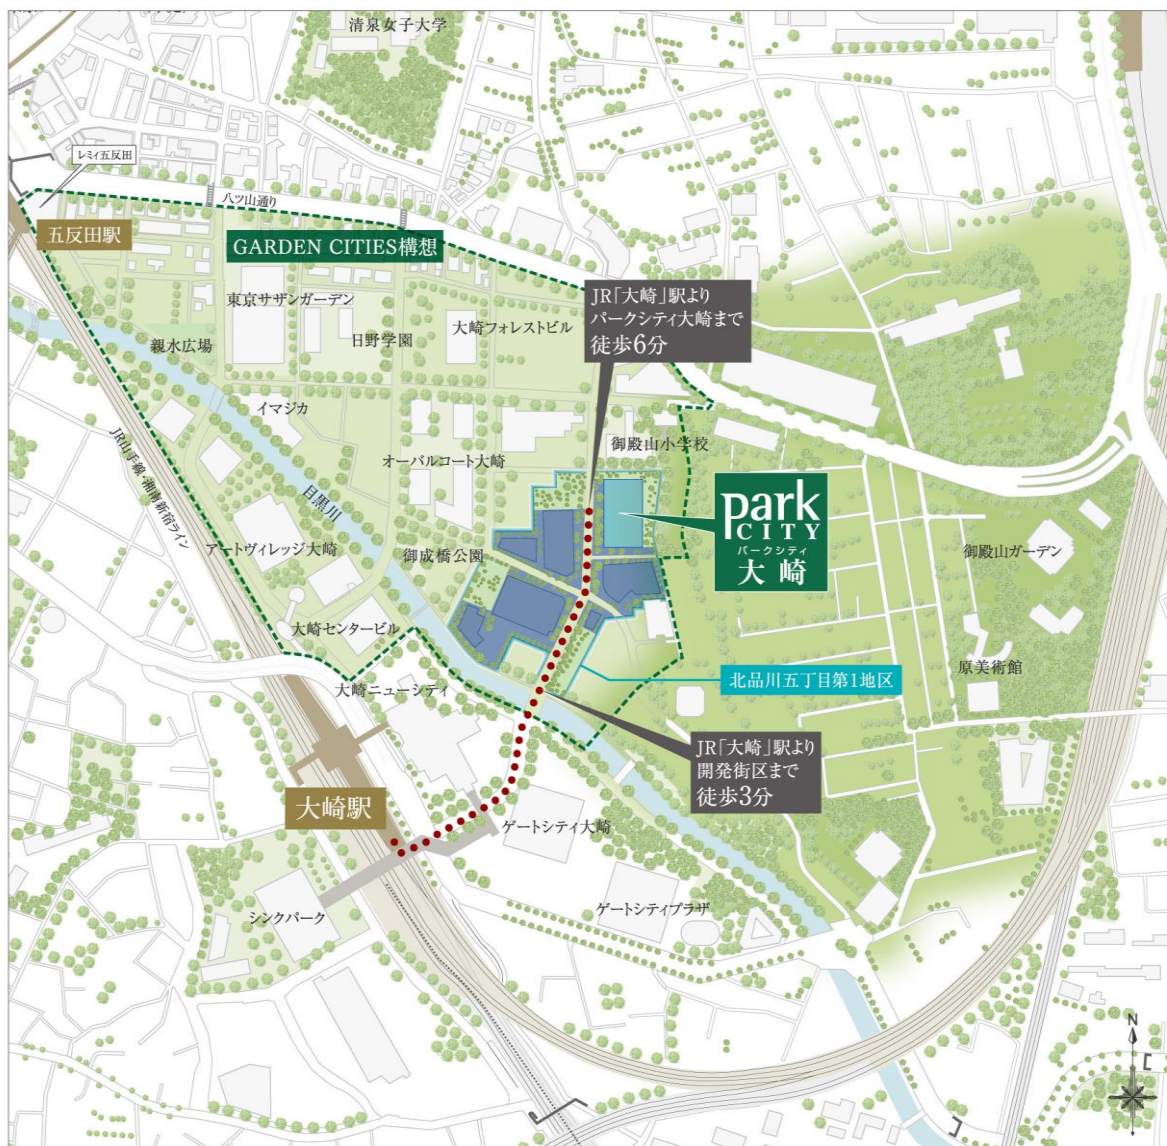 清泉女子大学
レミィ五反田
八ツ山通り
五反田駅
GARDEN CITIES構想
JR「大崎」駅より
パークシティ大崎まで
徒歩6分
東京サザンガーデン
大崎フォレストビル
日野学園
親水広場
イマジカ
御殿山小学校
オーバルコート大崎
JR山手線・湘南新宿ライン
目黒川
park
CITY
パークシティ
大崎
アートヴィレッジ大崎
御成橋公園
御殿山ガーデン
大崎センタービル
原美術館
北品川五丁目第1地区
大崎ニューシティ
JR「大崎」駅より
開発街区まで
徒歩3分
大崎駅
ゲートシティ大崎
ゲートシティプラザ
シンクパーク
N